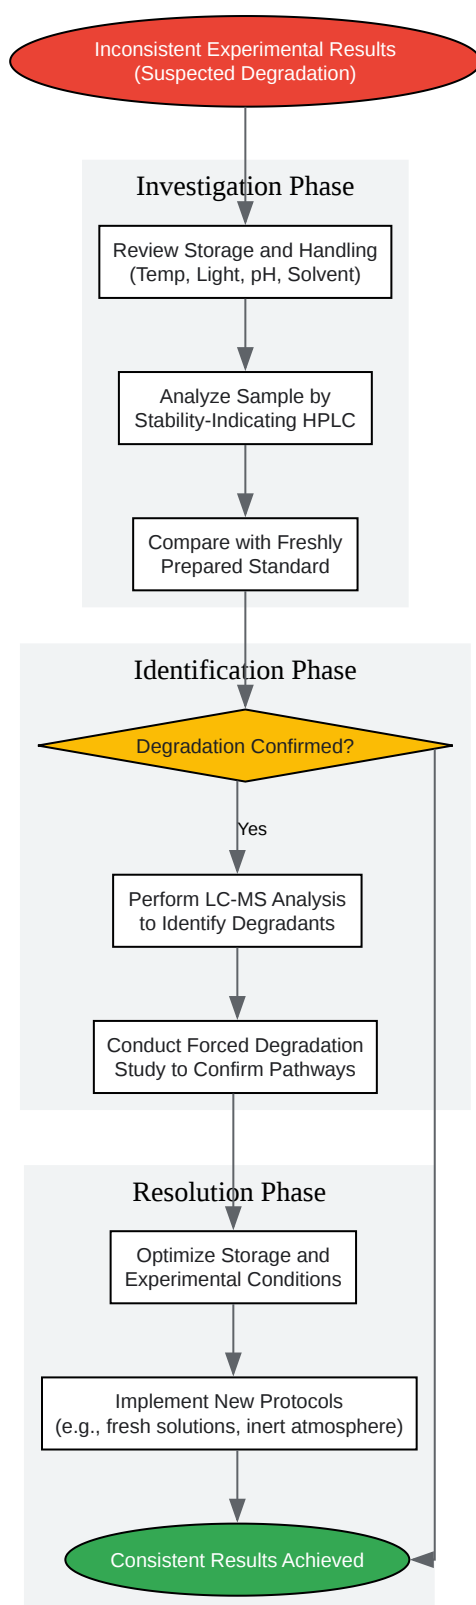 Inconsistent Experimental Results
(Suspected Degradation)
Investigation Phase
Review Storage and Handling
(Temp, Light, pH, Solvent)
Analyze Sample by
Stability-Indicating HPLC
Compare with Freshly
Prepared Standard
Identification Phase
Degradation Confirmed?
Yes
Perform LC-MS Analysis
to Identify Degradants
Conduct Forced Degradation
Study to Confirm Pathways
Resolution Phase
Optimize Storage and
Experimental Conditions
Implement New Protocols
(e.g., fresh solutions, inert atmosphere)
Consistent Results Achieved